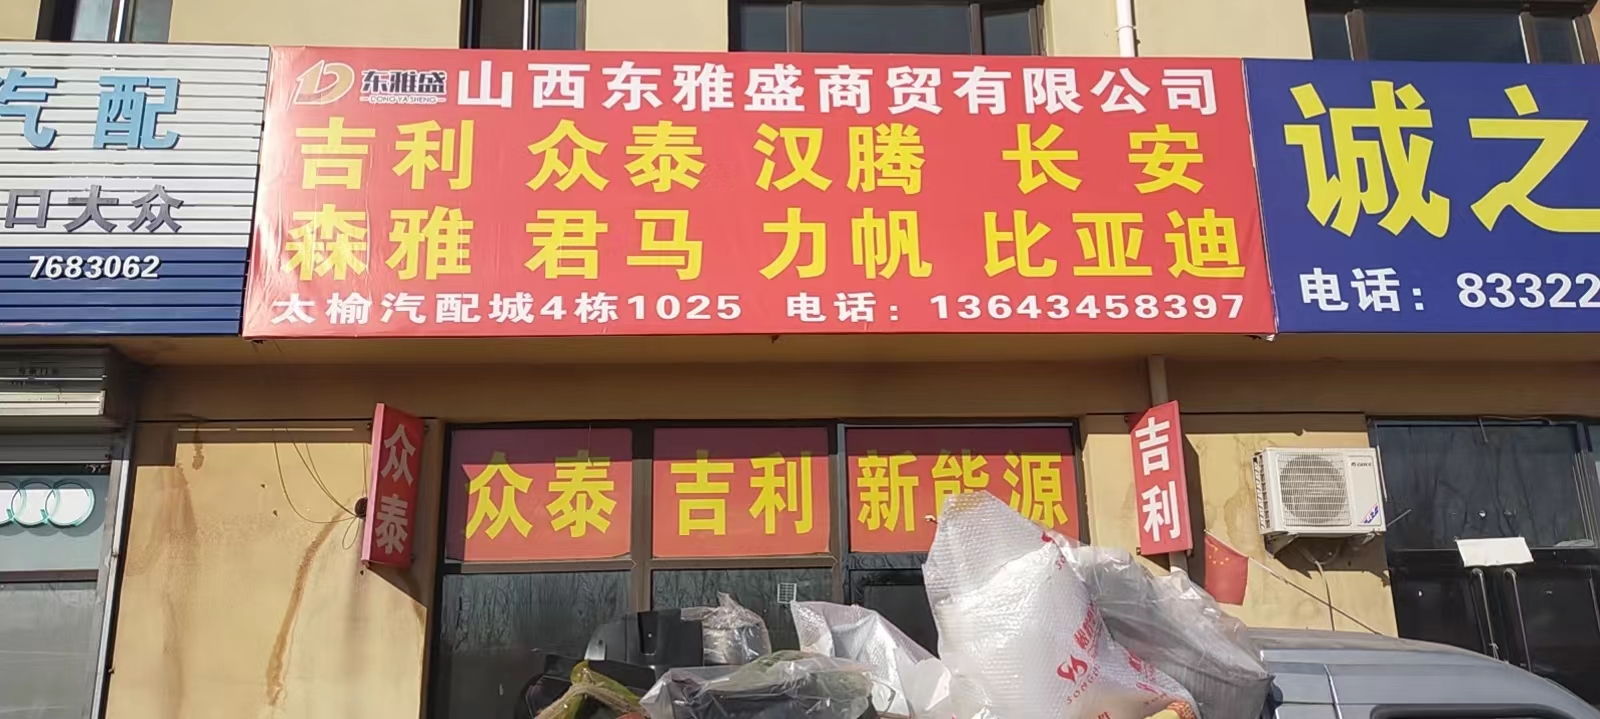 汽配
口大众
7683062
东雅盛
DONG YA SHENG
山西东雅盛商贸有限公司
吉利 众泰 汉腾 长安
森雅 君马 力帆 比亚迪
太榆汽配城4栋1025 电话：13643458397
诚之
电话：83322
众泰
众泰 吉利 新能源
吉利